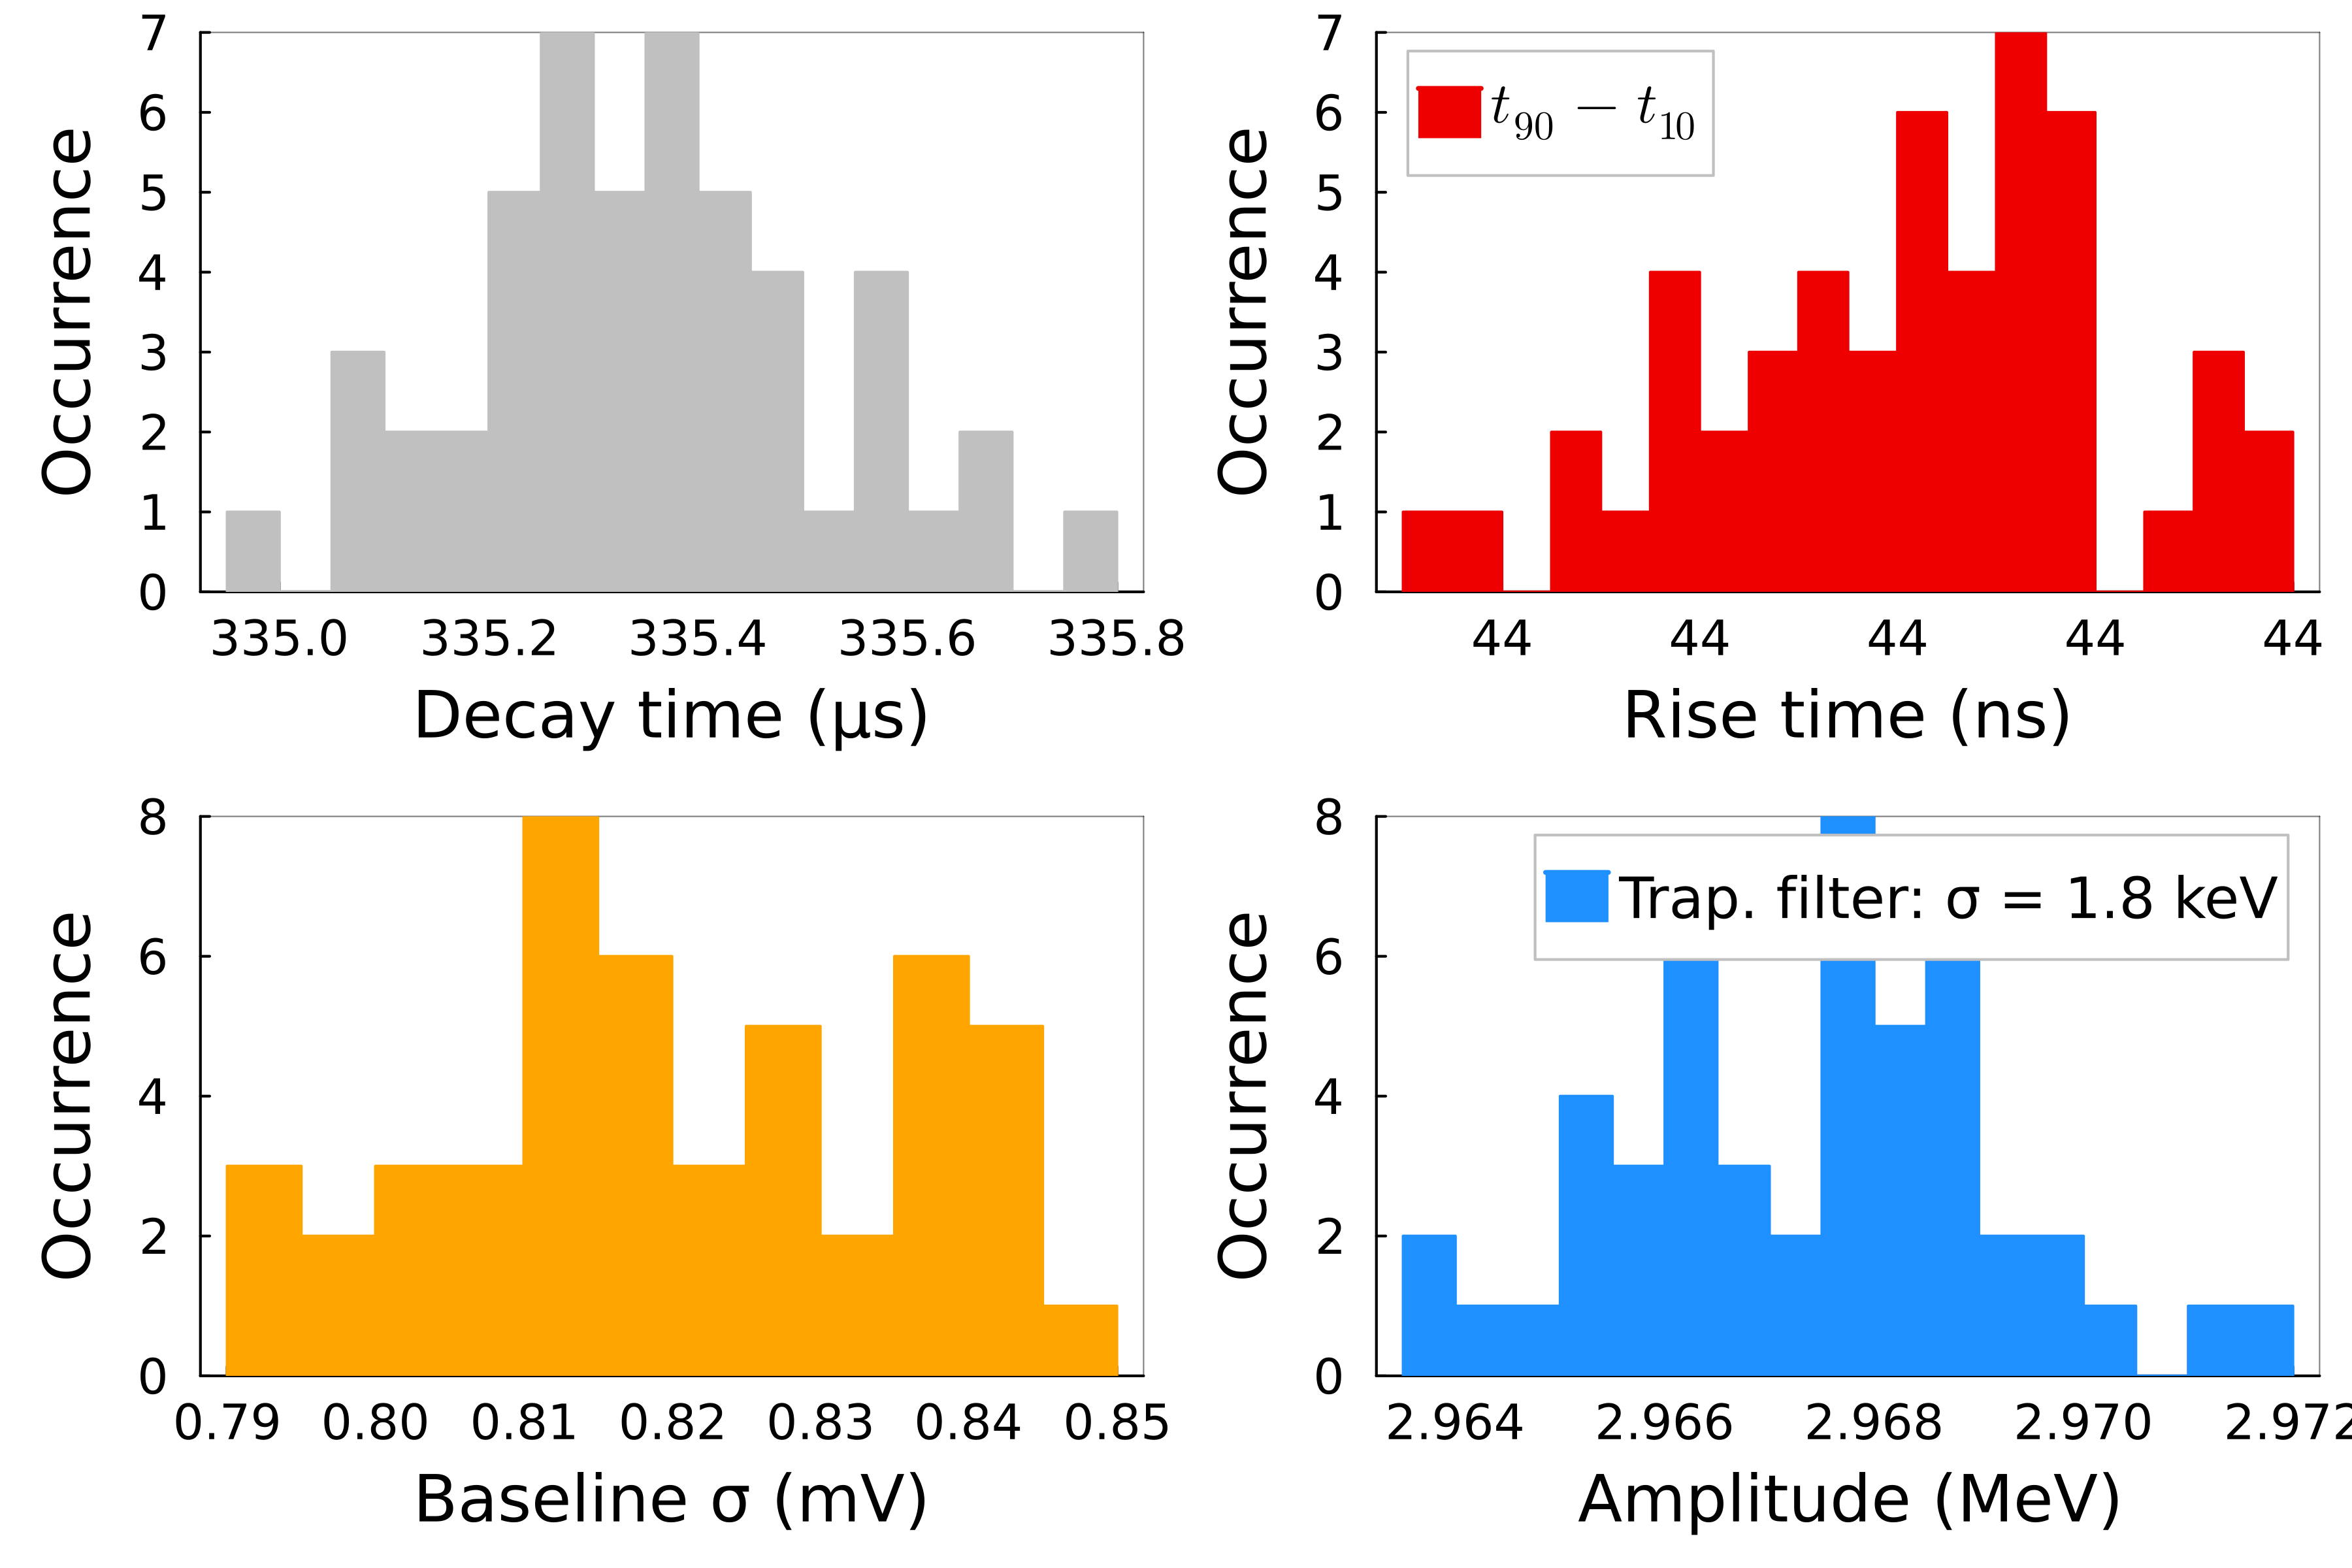 7
6
5
4
3
2
1
0
Occurrence
335.0 335.2 335.4 335.6 335.8
Decay time (μs)
7
6
5
4
3
2
1
0
Occurrence
t90 − t10
44 44 44 44 44
Rise time (ns)
8
6
4
2
0
Occurrence
0.79 0.80 0.81 0.82 0.83 0.84 0.85
Baseline σ (mV)
8
6
4
2
0
Occurrence
Trap. filter: σ = 1.8 keV
2.964 2.966 2.968 2.970 2.972
Amplitude (MeV)